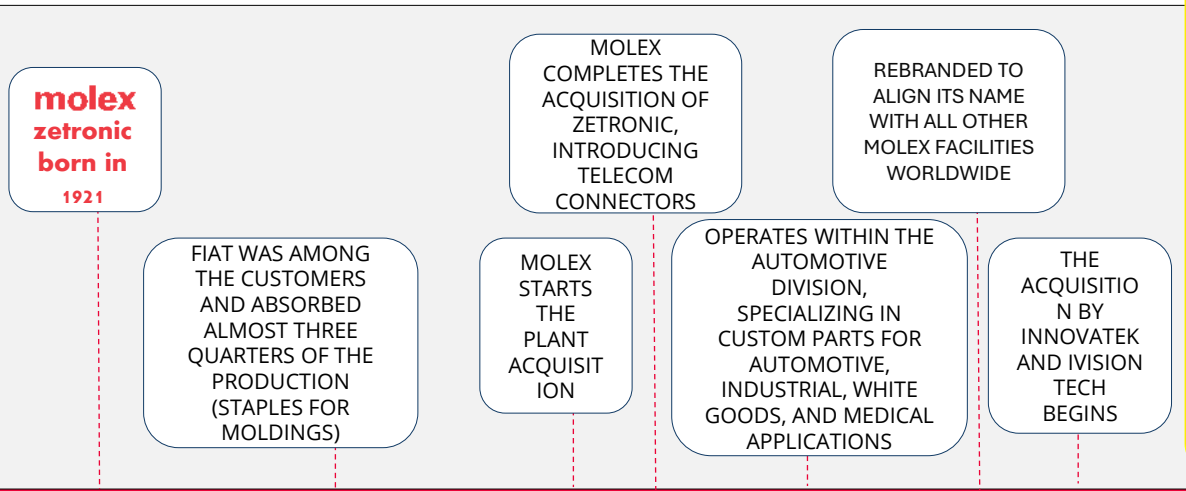 molex
zetronic
born in
1921
FIAT WAS AMONG
THE CUSTOMERS
AND ABSORBED
ALMOST THREE
QUARTERS OF THE
PRODUCTION
(STAPLES FOR
MOLDINGS)
MOLEX
STARTS
THE
PLANT
ACQUISIT
ION
MOLEX
COMPLETES THE
ACQUISITION OF
ZETRONIC,
INTRODUCING
TELECOM
CONNECTORS
OPERATES WITHIN THE
AUTOMOTIVE
DIVISION,
SPECIALIZING IN
CUSTOM PARTS FOR
AUTOMOTIVE,
INDUSTRIAL, WHITE
GOODS, AND MEDICAL
APPLICATIONS
REBRANDED TO
ALIGN ITS NAME
WITH ALL OTHER
MOLEX FACILITIES
WORLDWIDE
THE
ACQUISITIO
N BY
INNOVATEK
AND IVISION
TECH
BEGINS